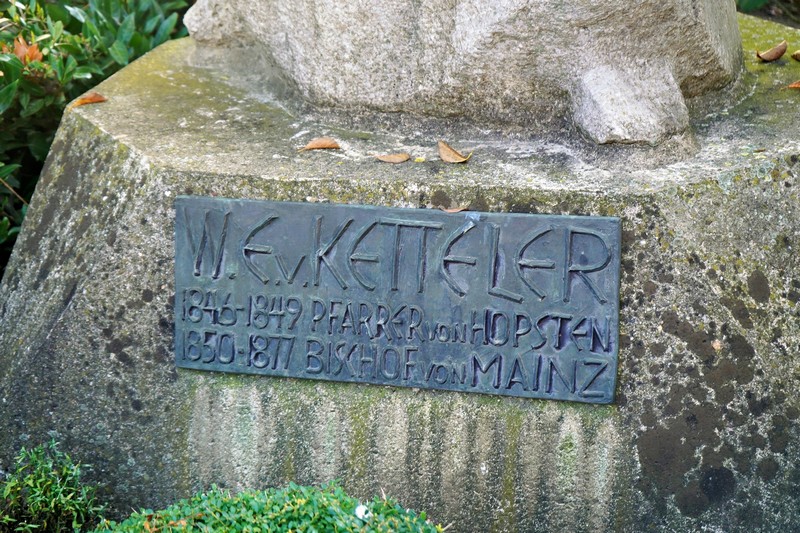 W. E. v. KETTELER
1846-1849 PFARRER von HOPSTEN
1850-1877 BISCHOF von MAINZ